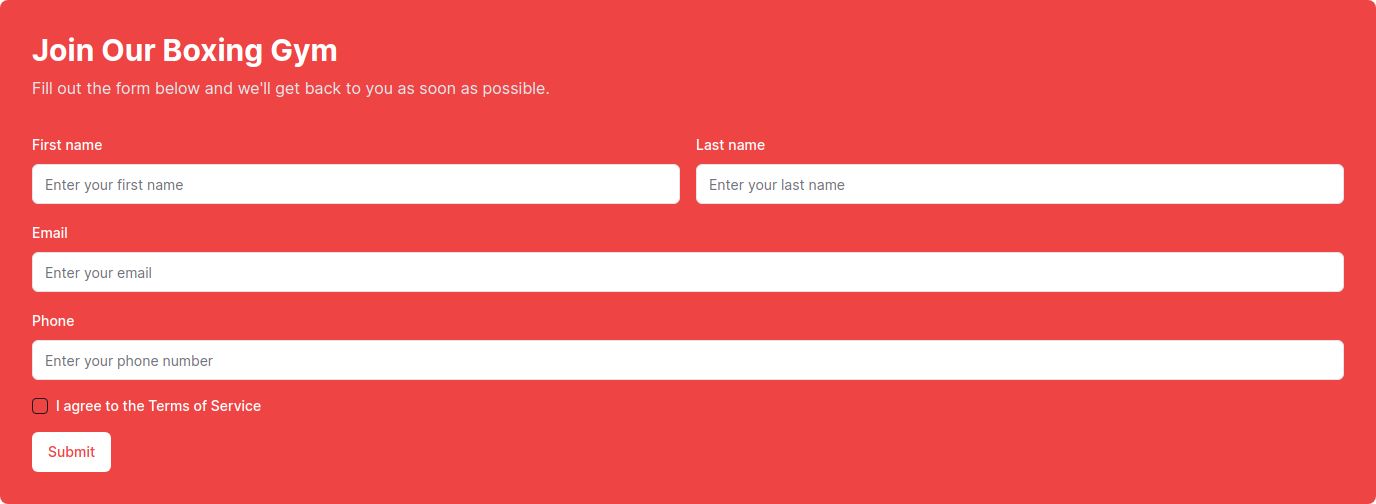 Join Our Boxing Gym
Fill out the form below and we'll get back to you as soon as possible.
First name
Last name
Enter your first name
Enter your last name
Email
Enter your email
Phone
Enter your phone number
I agree to the Terms of Service
Submit